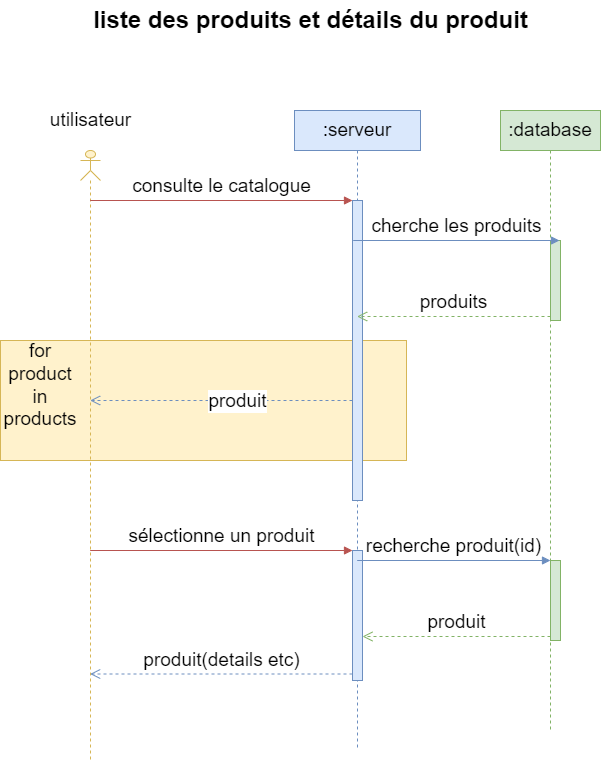 liste des produits et détails du produit
utilisateur
:serveur
:database
consulte le catalogue
cherche les produits
produits
for
product
in
products
produit
sélectionne un produit
recherche produit(id)
produit
produit(details etc)